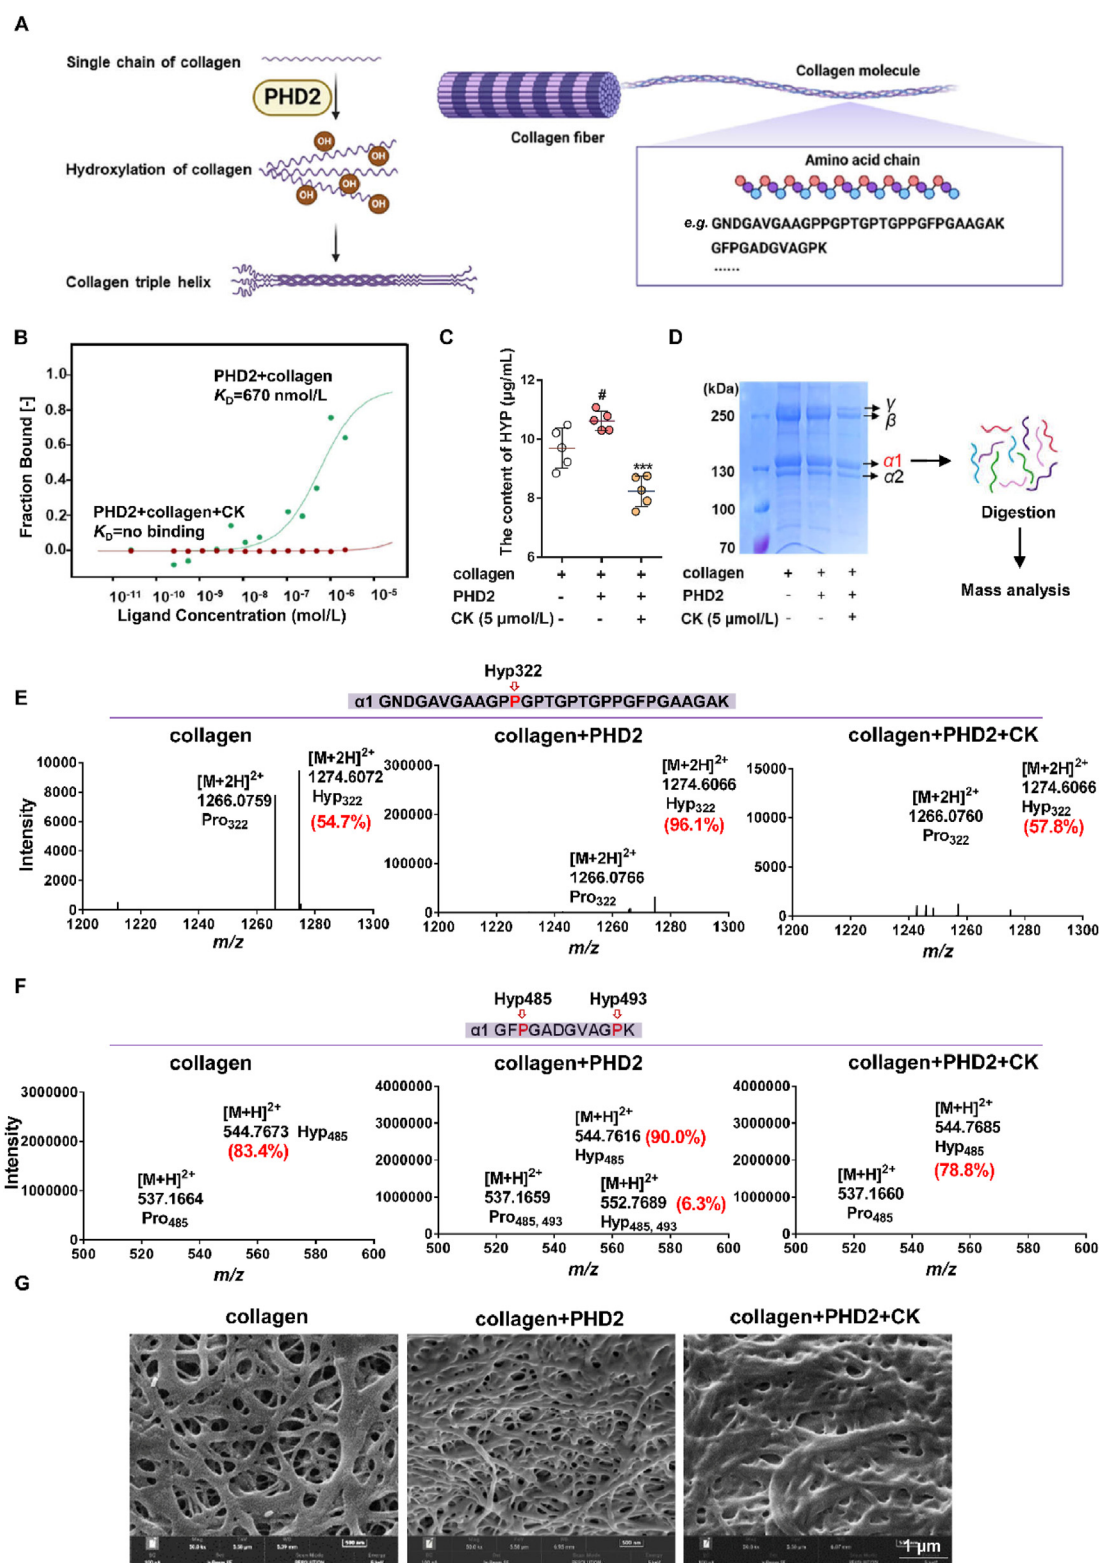 A
Single chain of collagen
PHD2
OH
OH
Hydroxylation of collagen
OH
OH
OH
Collagen triple helix
Collagen fiber
Collagen molecule
Amino acid chain
e.g. GNDGAVGAAGPPGPTGPTGPPGFPGAAGAK
GFPGADGVAGPK
......
B
Fraction Bound [-]
1.0
0.8
0.6
0.4
0.2
0.0
PHD2+collagen
KD=670 nmol/L
PHD2+collagen+CK
KD=no binding
10-11 10-10 10-9 10-8 10-7 10-6 10-5
Ligand Concentration (mol/L)
C
The content of HYP (μg/mL)
12
10
8
6
#
***
collagen + + +
PHD2 - + +
CK (5 μmol/L) - - +
D
(kDa)
250
130
100
70
γ
β
α1
α2
collagen + + +
PHD2 - + +
CK (5 μmol/L) - - +
Digestion
Mass analysis
E
Hyp322
α1 GNDGAVGAAGPPGPTGPTGPPGFPGAAGAK
collagen
Intensity
10000
8000
6000
4000
2000
0
[M+2H]2+
1266.0759
Pro322
[M+2H]2+
1274.6072
Hyp322
(54.7%)
1200 1220 1240 1260 1280 1300
m/z
collagen+PHD2
300000
200000
100000
0
[M+2H]2+
1266.0766
Pro322
[M+2H]2+
1274.6066
Hyp322
(96.1%)
1200 1220 1240 1260 1280 1300
m/z
collagen+PHD2+CK
15000
10000
5000
0
[M+2H]2+
1266.0760
Pro322
[M+2H]2+
1274.6066
Hyp322
(57.8%)
1200 1220 1240 1260 1280 1300
m/z
F
Hyp485 Hyp493
α1 GFPGADGVAGPK
collagen
Intensity
3000000
2000000
1000000
0
[M+H]2+
537.1664
Pro485
[M+H]2+
544.7673 Hyp485
(83.4%)
500 520 540 560 580 600
m/z
collagen+PHD2
4000000
3000000
2000000
1000000
0
[M+H]2+
544.7616 (90.0%)
Hyp485
[M+H]2+
537.1659
Pro485, 493
[M+H]2+
552.7689 (6.3%)
Hyp485, 493
500 520 540 560 580 600
m/z
collagen+PHD2+CK
4000000
3000000
2000000
1000000
0
[M+H]2+
537.1660
Pro485
[M+H]2+
544.7685
Hyp485
(78.8%)
500 520 540 560 580 600
m/z
G
collagen
collagen+PHD2
collagen+PHD2+CK
1 μm